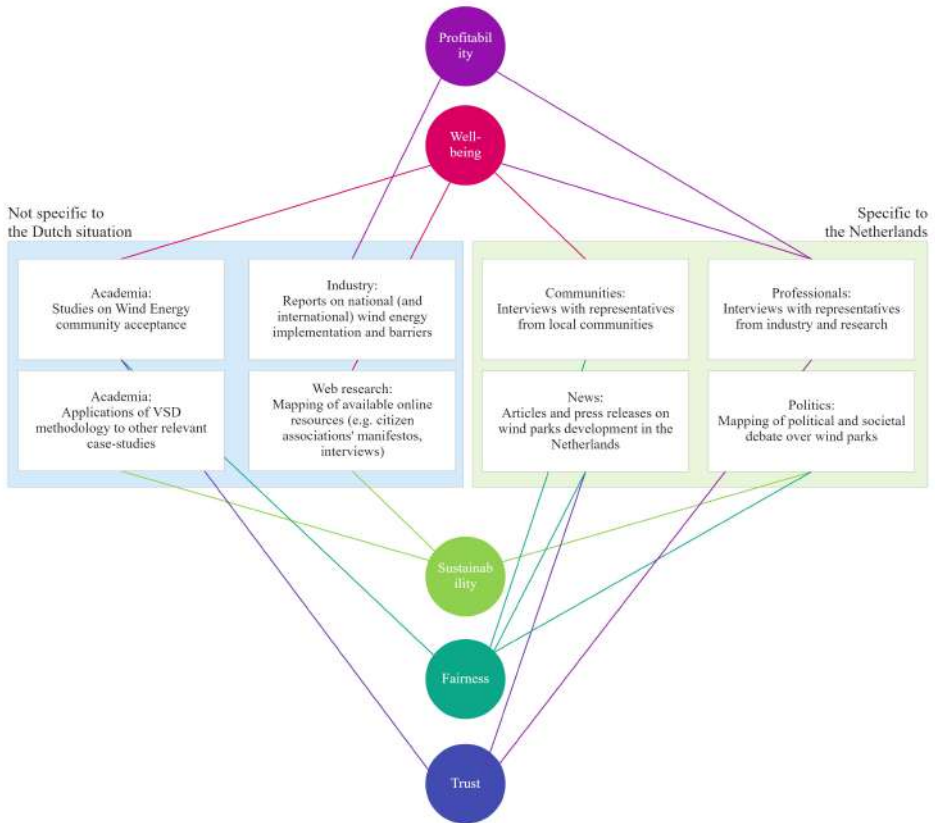 Profitabil
ity
Well-
being
Not specific to
the Dutch situation
Specific to
the Netherlands
Academia:
Studies on Wind Energy
community acceptance
Industry:
Reports on national (and
international) wind energy
implementation and barriers
Communities:
Interviews with representatives
from local communities
Professionals:
Interviews with representatives
from industry and research
Academia:
Applications of VSD
methodology to other relevant
case-studies
Web research:
Mapping of available online
resources (e.g. citizen
associations' manifestos,
interviews)
News:
Articles and press releases on
wind parks development in the
Netherlands
Politics:
Mapping of political and societal
debate over wind parks
Sustainab
ility
Fairness
Trust